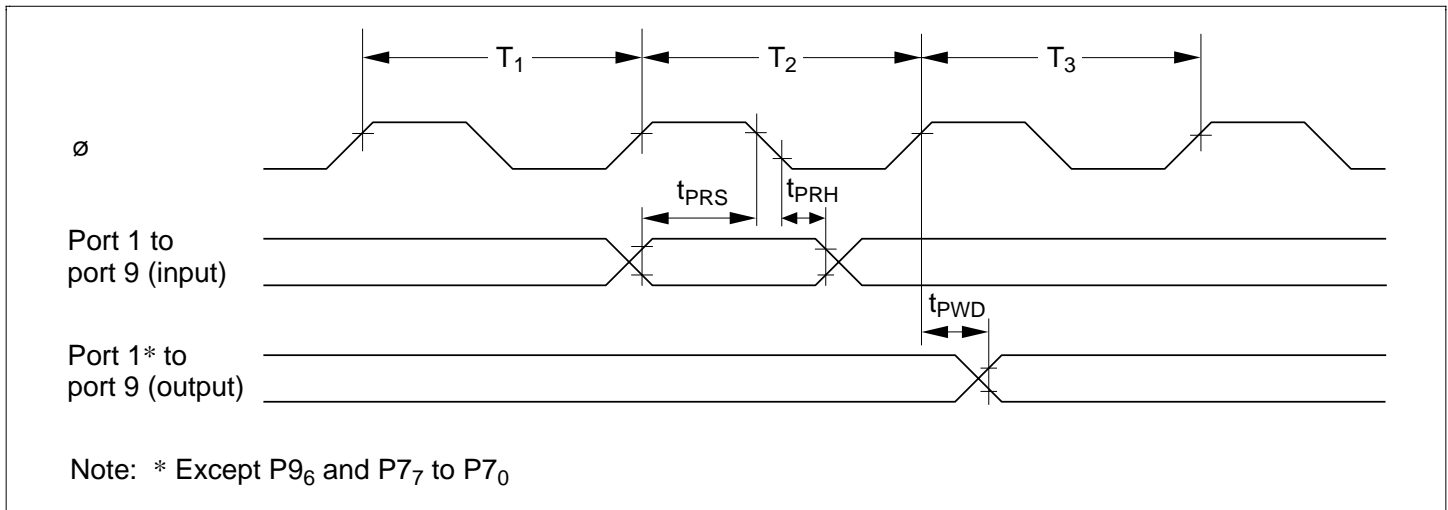 T₁ T₂ T₃
ø
tPRS tPRH
Port 1 to
port 9 (input)
tPWD
Port 1* to
port 9 (output)
Note: * Except P9₆ and P7₇ to P7₀